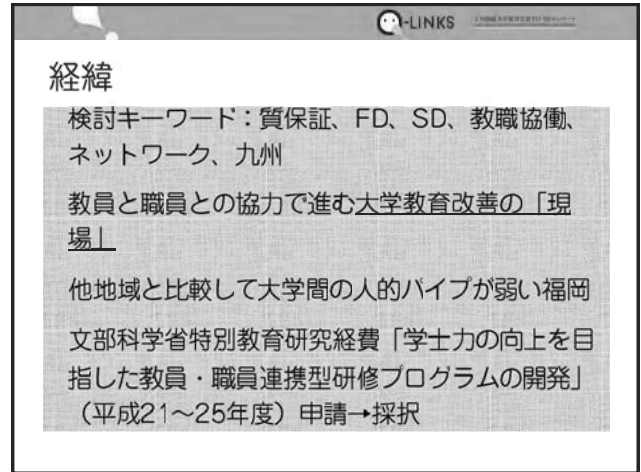 Q-LINKS
経緯
検討キーワード：質保証、FD、SD、教職協働、
ネットワーク、九州
教員と職員との協力で進む大学教育改善の「現
場」
他地域と比較して大学間の人的パイプが弱い福岡
文部科学省特別教育研究経費「学士力の向上を目
指した教員・職員連携型研修プログラムの開発」
（平成21～25年度）申請→採択